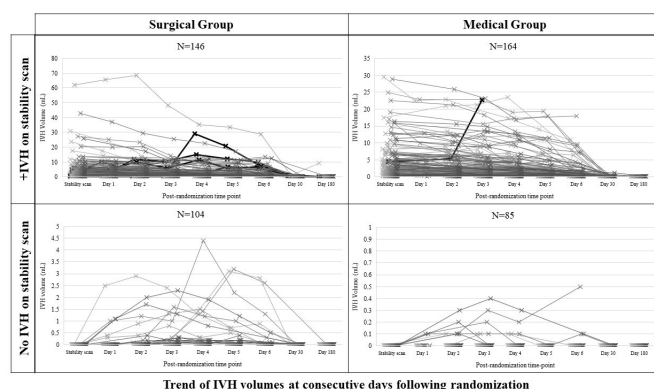 Surgical Group
Medical Group
+IVH on stability scan
N=146
IVH Volume (mL)
80
70
60
50
40
30
20
10
0
Stability scan Day 1 Day 2 Day 3 Day 4 Day 5 Day 6 Day 30 Day 180
Post-randomization time point
N=164
IVH Volume (mL)
35
30
25
20
15
10
5
0
Stability scan Day 1 Day 2 Day 3 Day 4 Day 5 Day 6 Day 30 Day 180
Post-randomization time point
No IVH on stability scan
N=104
IVH volume (mL)
5
4.5
4
3.5
3
2.5
2
1.5
1
0.5
0
Stability scan Day 1 Day 2 Day 3 Day 4 Day 5 Day 6 Day 30 Day 180
Post-randomization time point
N=85
IVH Volume (mL)
1
0.9
0.8
0.7
0.6
0.5
0.4
0.3
0.2
0.1
0
Stability scan Day 1 Day 2 Day 3 Day 4 Day 5 Day 6 Day 30 Day 180
Post-randomization time point
Trend of IVH volumes at consecutive days following randomization